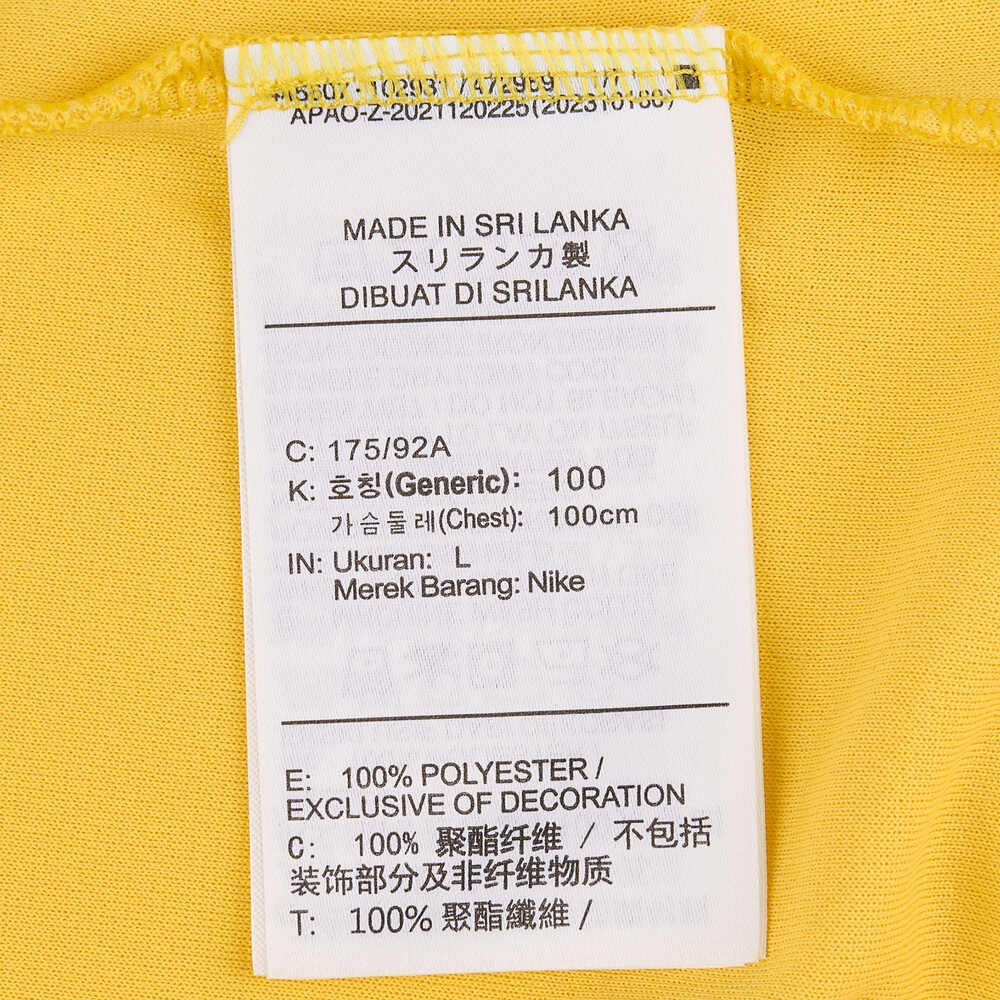 APAO-Z-2021120225(202310
MADE IN SRI LANKA
スリランカ製
DIBUAT DI SRILANKA
C: 175/92A
K: 호칭(Generic): 100
가슴둘레(Chest): 100cm
IN: Ukuran: L
Merek Barang: Nike
E: 100% POLYESTER /
EXCLUSIVE OF DECORATION
C: 100% 聚酯纤维 / 不包括
装饰部分及非纤维物质
T: 100% 聚酯纖維 /